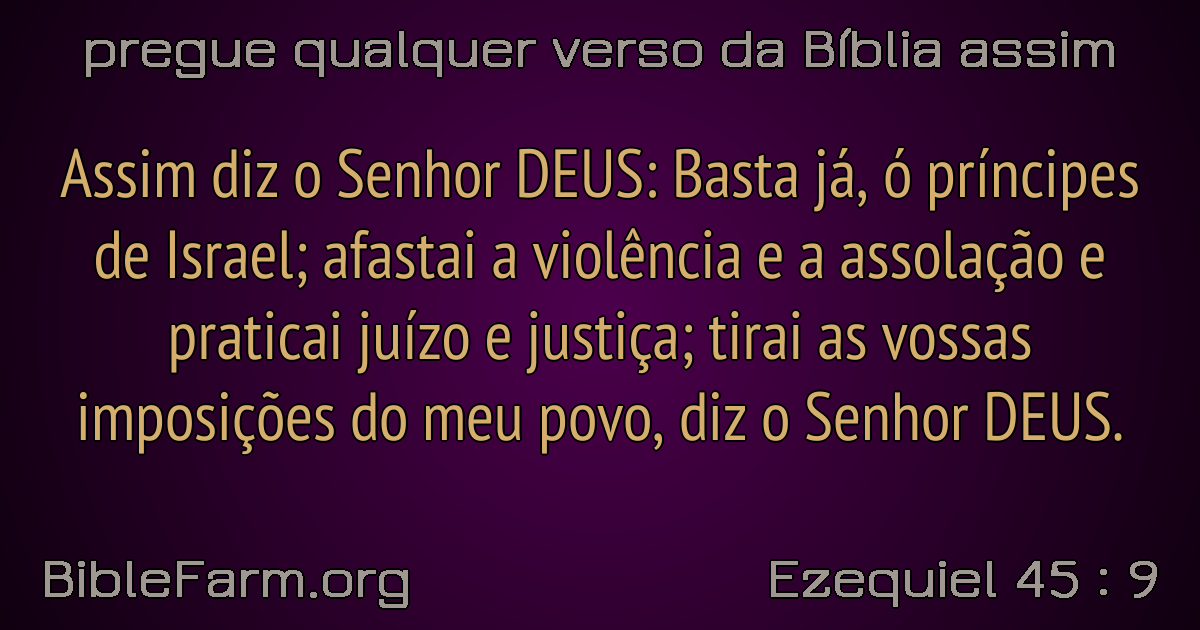 pregue qualquer verso da Bíblia assim
Assim diz o Senhor DEUS: Basta já, ó príncipes
de Israel; afastai a violência e a assolação e
praticai juízo e justiça; tirai as vossas
imposições do meu povo, diz o Senhor DEUS.
BibleFarm.org
Ezequiel 45 : 9